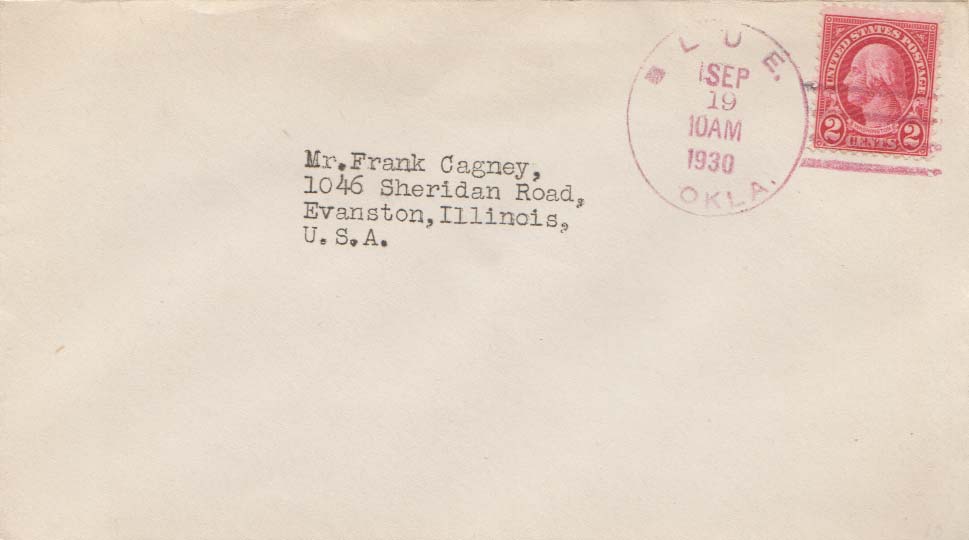 BLUE.
SEP
19
10AM
1930
OKLA.
UNITED STATES POSTAGE
2 CENTS 2
Mr.Frank Cagney,
1046 Sheridan Road,
Evanston,Illinois,
U.S.A.